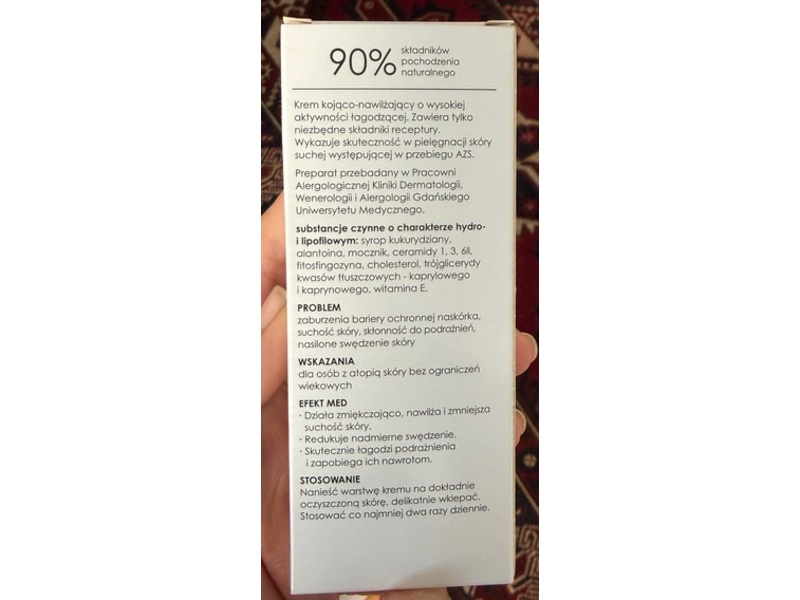 90% składników
pochodzenia
naturalnego
Krem kojąco-nawilżający o wysokiej
aktywności łagodzącej. Zawiera tylko
niezbędne składniki receptury.
Wykazuje skuteczność w pielęgnacji skóry
suchej występującej w przebiegu AZS.
Preparat przebadany w Pracowni
Alergologicznej Kliniki Dermatologii,
Wenerologii i Alergologii Gdańskiego
Uniwersytetu Medycznego.
substancje czynne o charakterze hydro-
i lipofilowym: syrop kukurydziany,
alantoina, mocznik, ceramidy 1, 3, 6II,
fitosfingozyna, cholesterol, trójglicerydy
kwasów tłuszczowych - kaprylowego
i kaprynowego, witamina E.
PROBLEM
zaburzenia bariery ochronnej naskórka,
suchość skóry, skłonność do podrażnień,
nasilone swędzenie skóry
WSKAZANIA
dla osób z atopią skóry bez ograniczeń
wiekowych
EFEKT MED
· Działa zmiękczająco, nawilża i zmniejsza
suchość skóry.
· Redukuje nadmierne swędzenie.
· Skutecznie łagodzi podrażnienia
i zapobiega ich nawrotom.
STOSOWANIE
Nanieść warstwę kremu na dokładnie
oczyszczoną skórę, delikatnie wklepać.
Stosować co najmniej dwa razy dziennie.